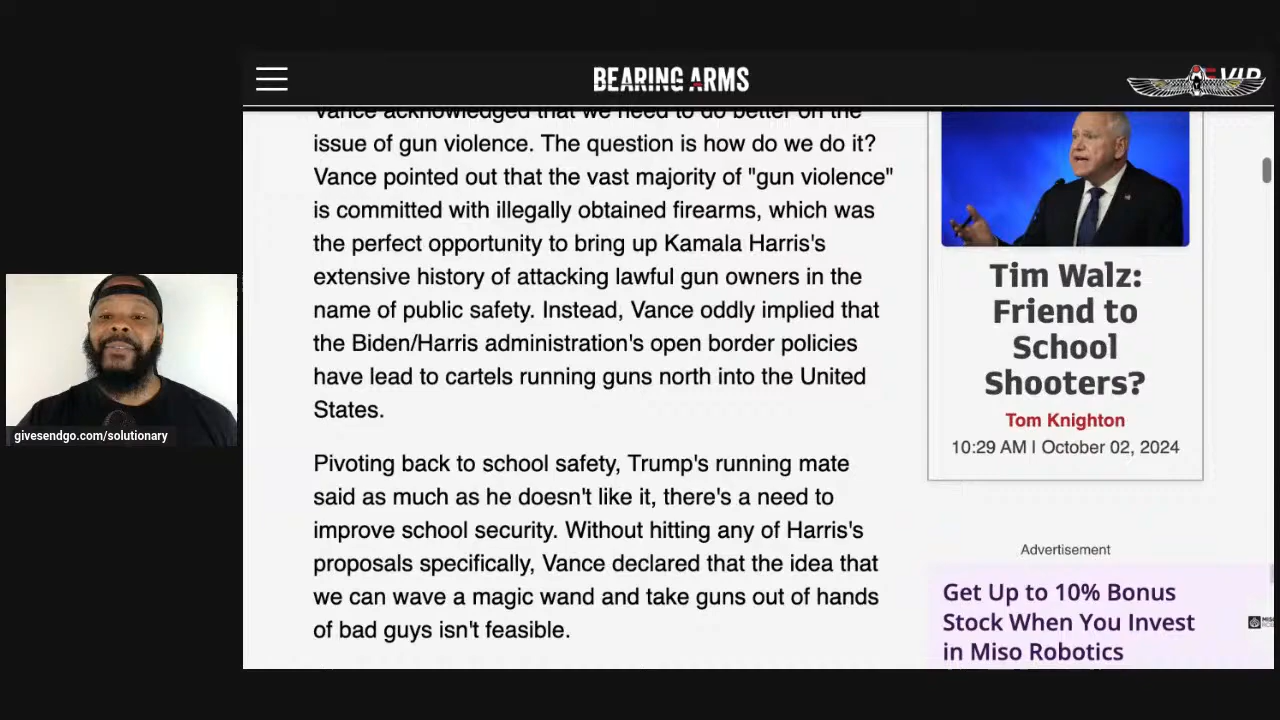 BEARING ARMS
VIP
Vance acknowledged that we need to do better on the
issue of gun violence. The question is how do we do it?
Vance pointed out that the vast majority of "gun violence"
is committed with illegally obtained firearms, which was
the perfect opportunity to bring up Kamala Harris's
extensive history of attacking lawful gun owners in the
name of public safety. Instead, Vance oddly implied that
the Biden/Harris administration's open border policies
have lead to cartels running guns north into the United
States.
Pivoting back to school safety, Trump's running mate
said as much as he doesn't like it, there's a need to
improve school security. Without hitting any of Harris's
proposals specifically, Vance declared that the idea that
we can wave a magic wand and take guns out of hands
of bad guys isn't feasible.
Tim Walz:
Friend to
School
Shooters?
Tom Knighton
10:29 AM | October 02, 2024
Advertisement
Get Up to 10% Bonus
Stock When You Invest
in Miso Robotics
givesendgo.com/solutionary